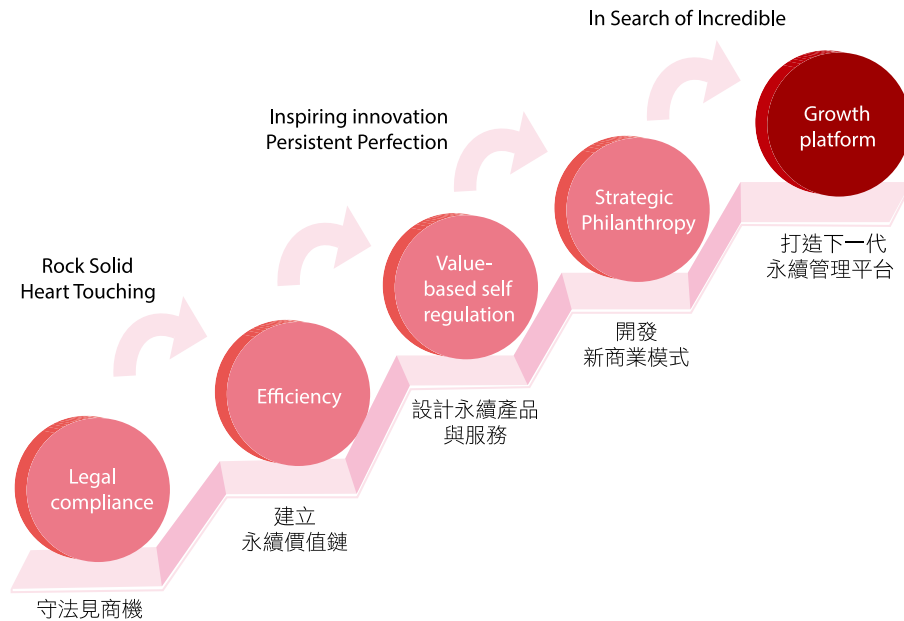 In Search of Incredible
Growth
platform
打造下一代
永續管理平台
Inspiring innovation
Persistent Perfection
Strategic
Philanthropy
開發
新商業模式
Rock Solid
Heart Touching
Value-
based self
regulation
設計永續產品
與服務
Efficiency
建立
永續價值鏈
Legal
compliance
守法見商機